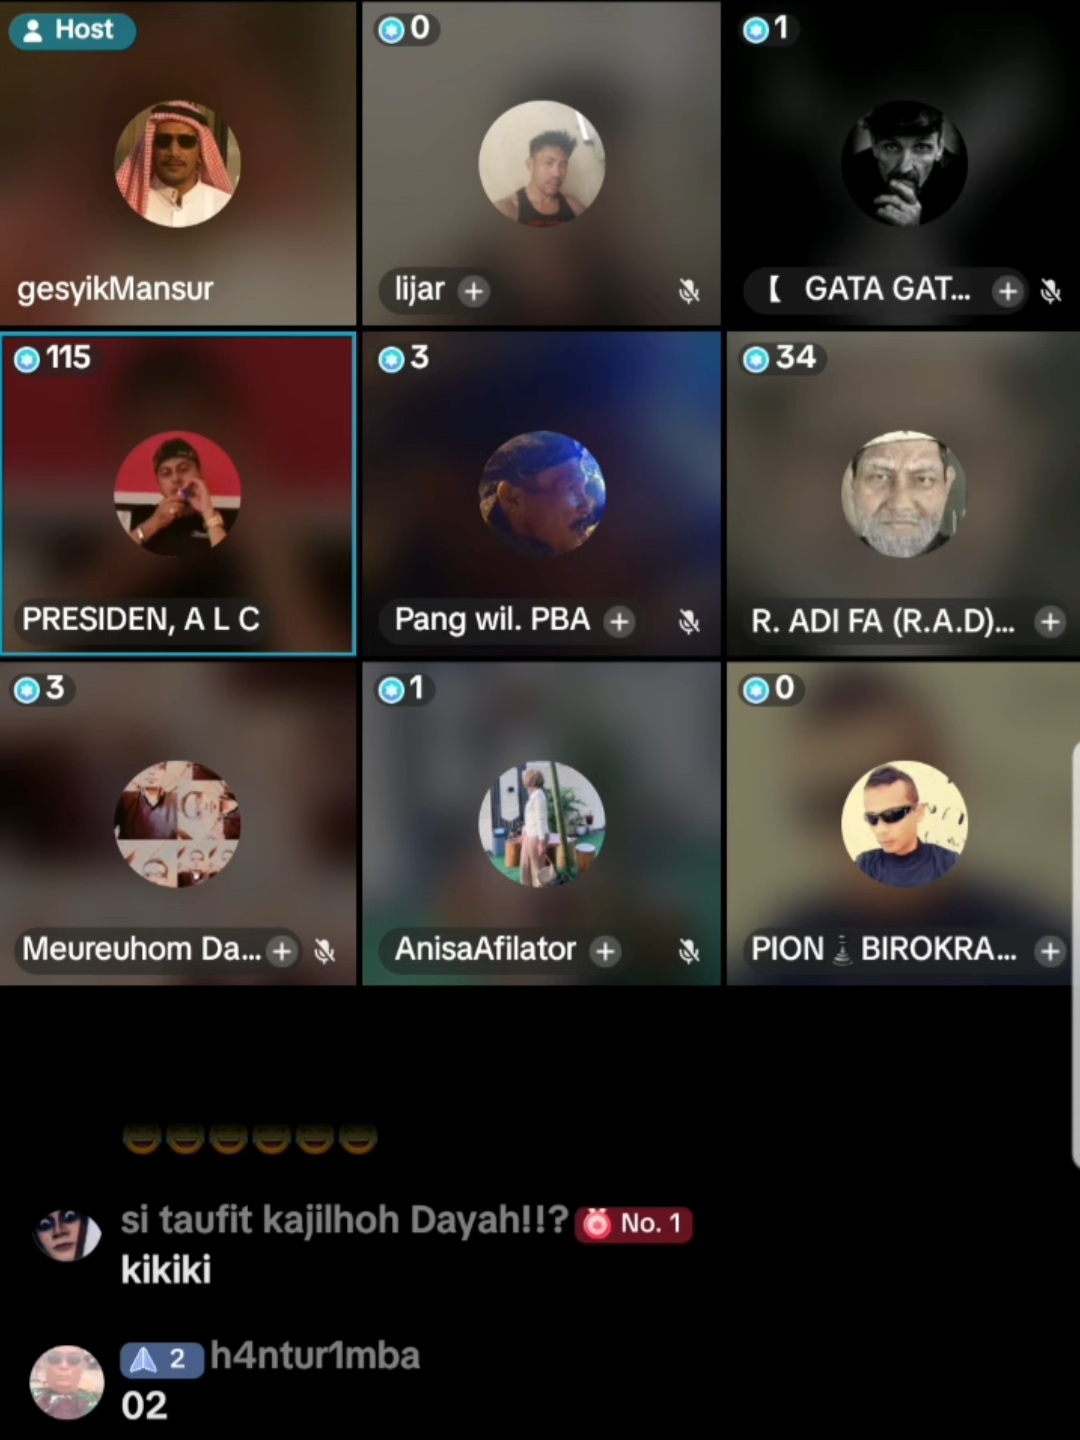 Host
0
1
gesyikMansur
lijar
【 GATA GAT...
115
3
34
PRESIDEN, A L C
Pang wil. PBA
R. ADI FA (R.A.D)...
3
1
0
Meureuhom Da...
AnisaAfilator
PION BIROKRA...
😂😂😂😂😂😂
si taufit kajilhoh Dayah!!? No. 1
kikiki
2 h4ntur1mba
02